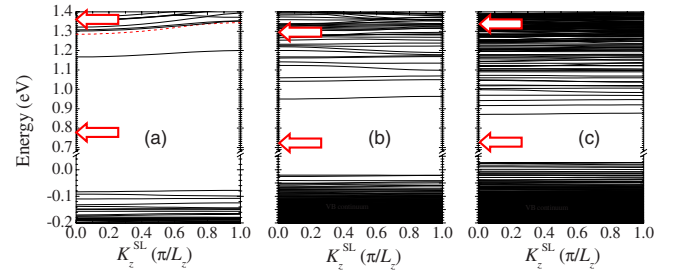 1.4
1.3
1.2
1.1
1.0
0.9
0.8
0.7
0.0
-0.1
-0.2
Energy (eV)
(a)
(b)
(c)
VB continuum
0.0 0.2 0.4 0.6 0.8 1.0
0.0 0.2 0.4 0.6 0.8 1.0
0.0 0.2 0.4 0.6 0.8 1.0
K_z^SL (π/L_z)
K_z^SL (π/L_z)
K_z^SL (π/L_z)